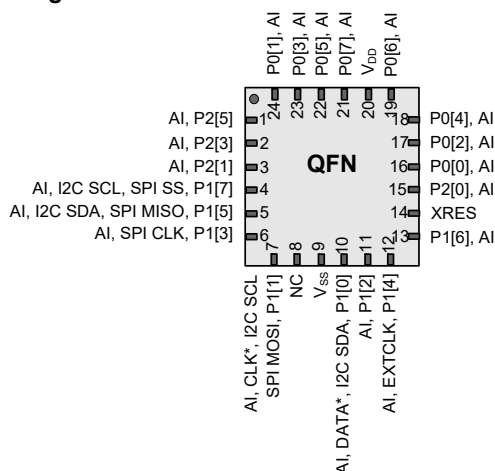 P0[1], AI
P0[3], AI
P0[5], AI
P0[7], AI
VDD
P0[6], AI
24
23
22
21
20
19
AI, P2[5]
1
18
P0[4], AI
AI, P2[3]
2
17
P0[2], AI
AI, P2[1]
3
QFN
16
P0[0], AI
AI, I2C SCL, SPI SS, P1[7]
4
15
P2[0], AI
AI, I2C SDA, SPI MISO, P1[5]
5
14
XRES
AI, SPI CLK, P1[3]
6
13
P1[6], AI
7
8
9
10
11
12
AI, CLK*, I2C SCL
SPI MOSI, P1[1]
NC
Vss
AI, DATA*, I2C SDA, P1[0]
AI, P1[2]
AI, EXTCLK, P1[4]